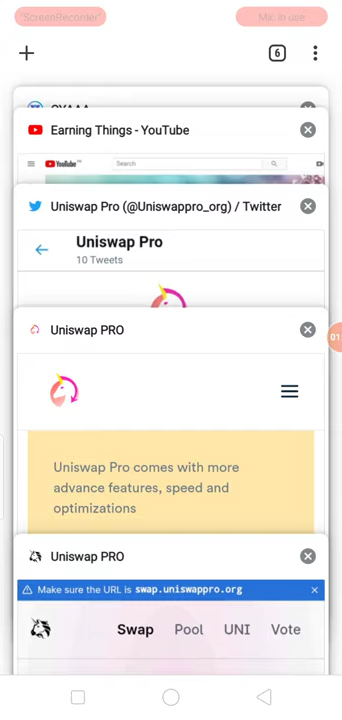 "ScreenRecorder" Mic in use
6
Earning Things - YouTube
YouTube Search
Uniswap Pro (@Uniswappro_org) / Twitter
Uniswap Pro
10 Tweets
Uniswap PRO
Uniswap Pro comes with more
advance features, speed and
optimizations
Uniswap PRO
Make sure the URL is swap.uniswappro.org
Swap Pool UNI Vote